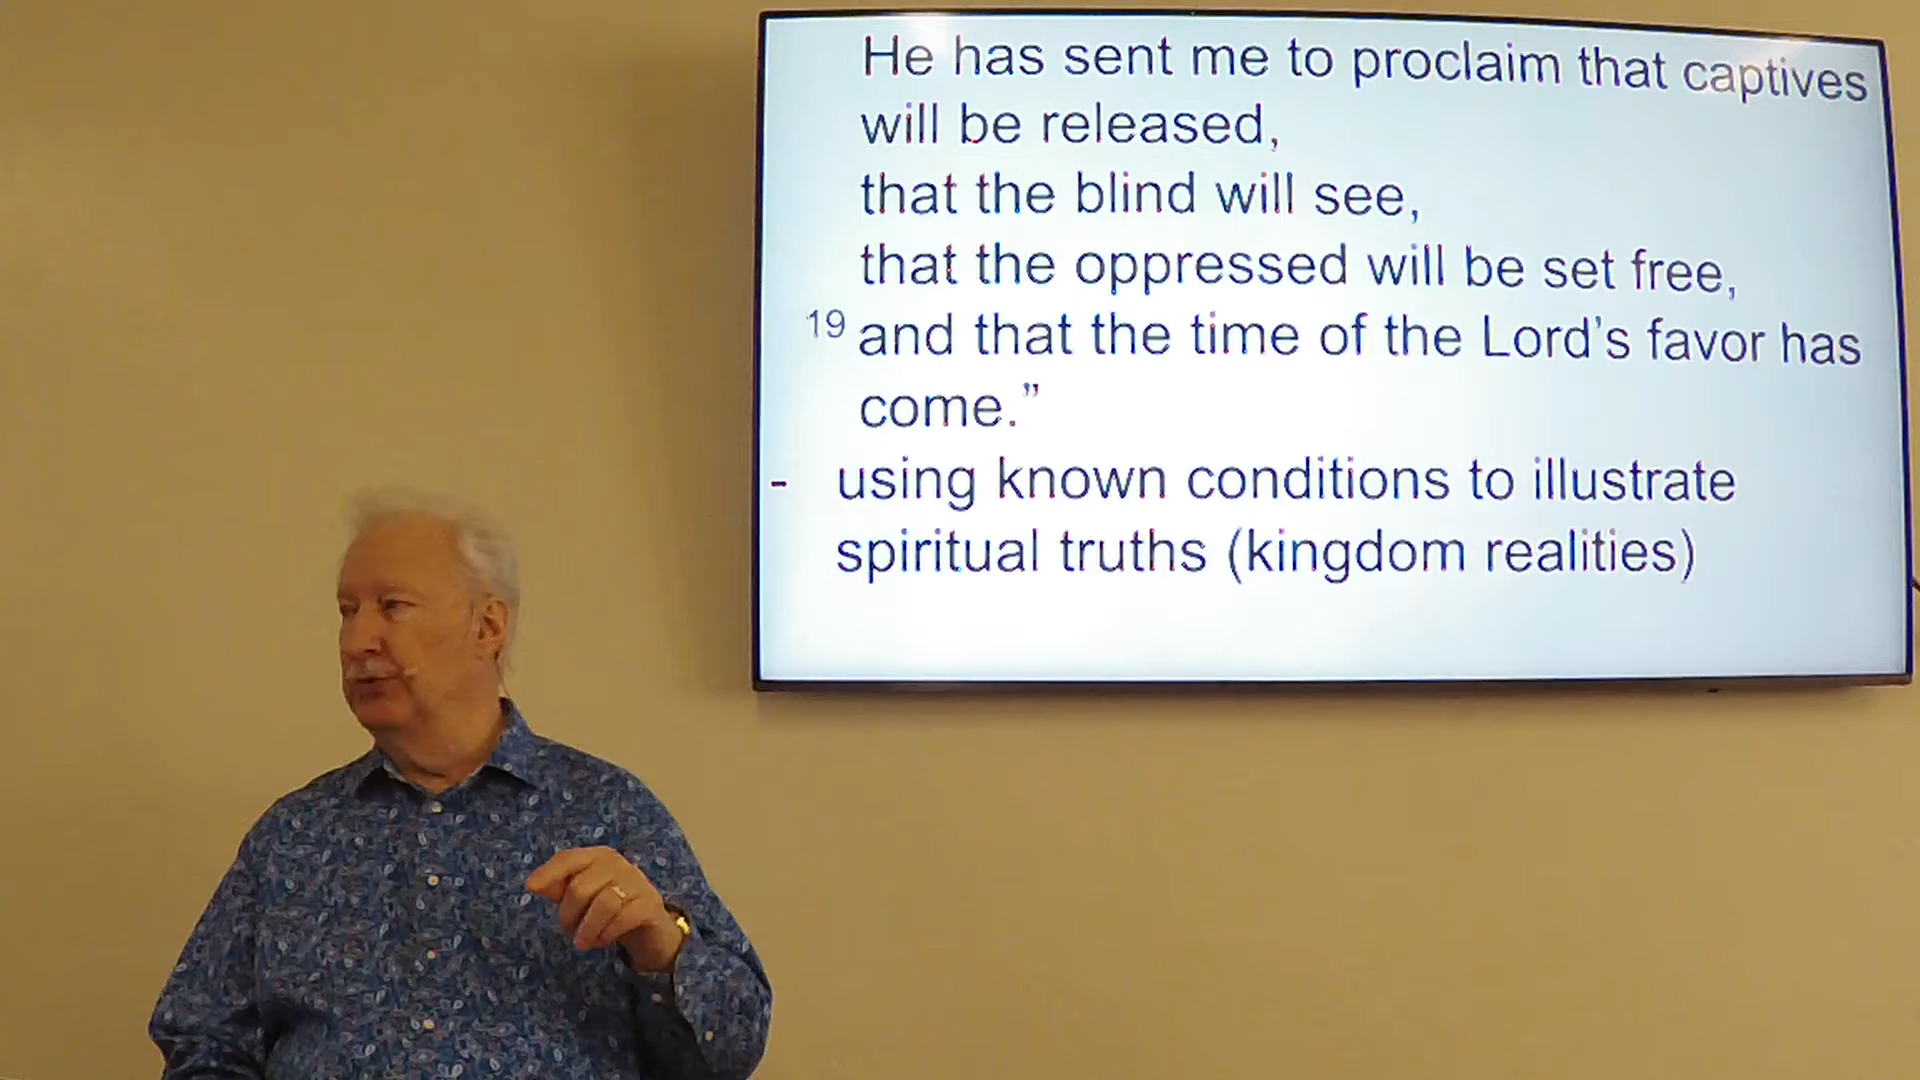 He has sent me to proclaim that captives
will be released,
that the blind will see,
that the oppressed will be set free,
19 and that the time of the Lord’s favor has
come.”
- using known conditions to illustrate
spiritual truths (kingdom realities)